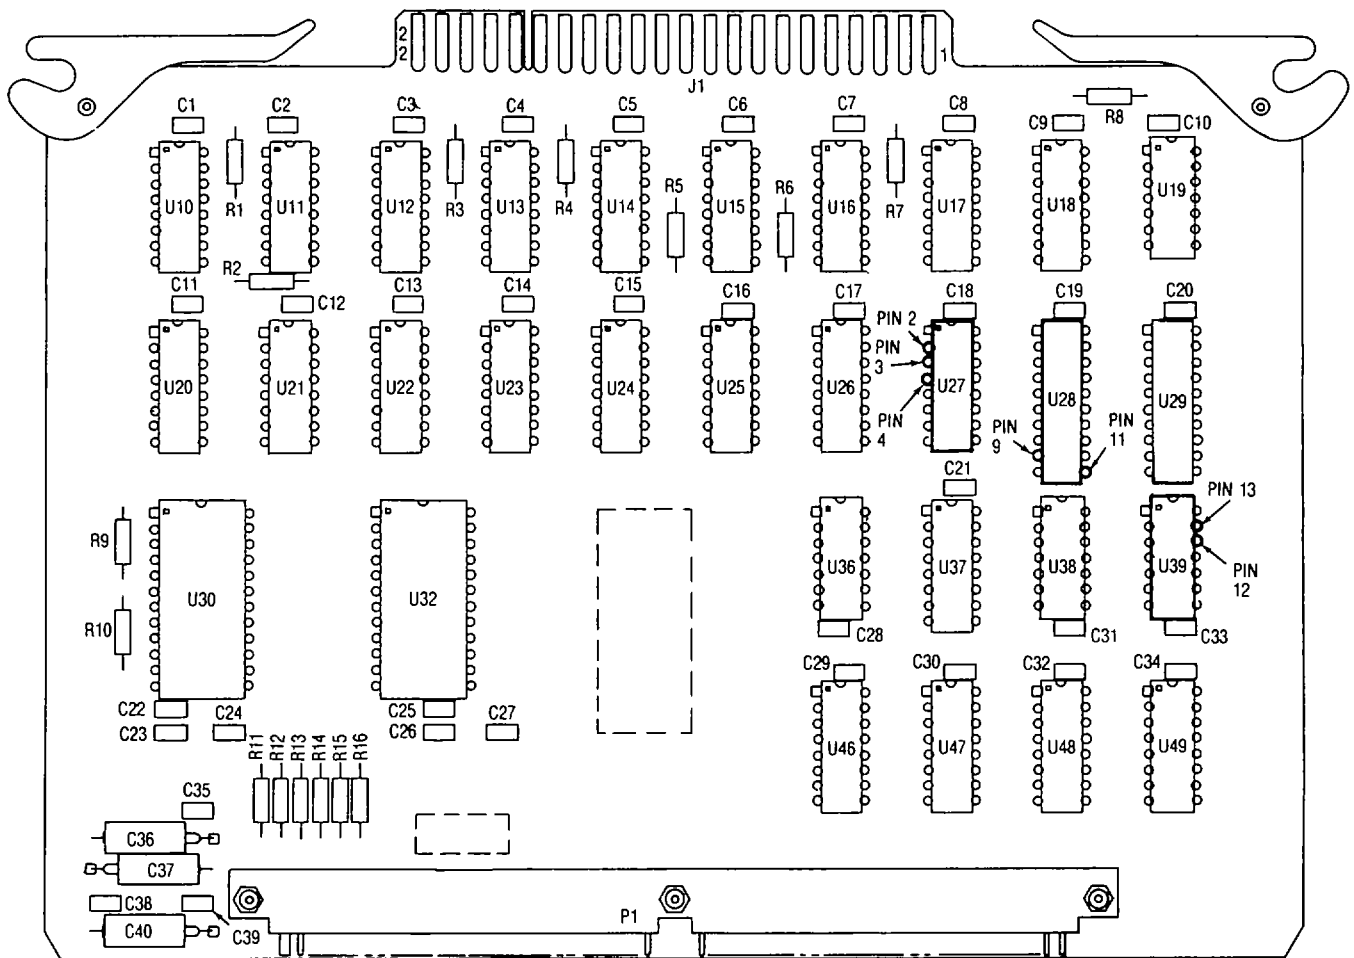 2
2
1
J1
C1 C2 C3 C4 C5 C6 C7 C8 C9 R8 C10
U10 R1 U11 U12 R3 U13 R4 U14 R5 U15 R6 U16 R7 U17 U18 U19
R2
C11 C12 C13 C14 C15 C16 C17 C18 C19 C20
PIN 2
PIN
3
U20 U21 U22 U23 U24 U25 U26 U27 U28 U29
PIN
4
PIN
9
PIN
11
C21
PIN 13
R9
U30 U32 U36 U37 U38 U39
PIN
12
R10
C28 C31 C33
C29 C30 C32 C34
C22 C24 C25 C27
C23 C26
R11 R12 R13 R14 R15 R16
U46 U47 U48 U49
C35
C36
C37
C38
C39
C40
P1